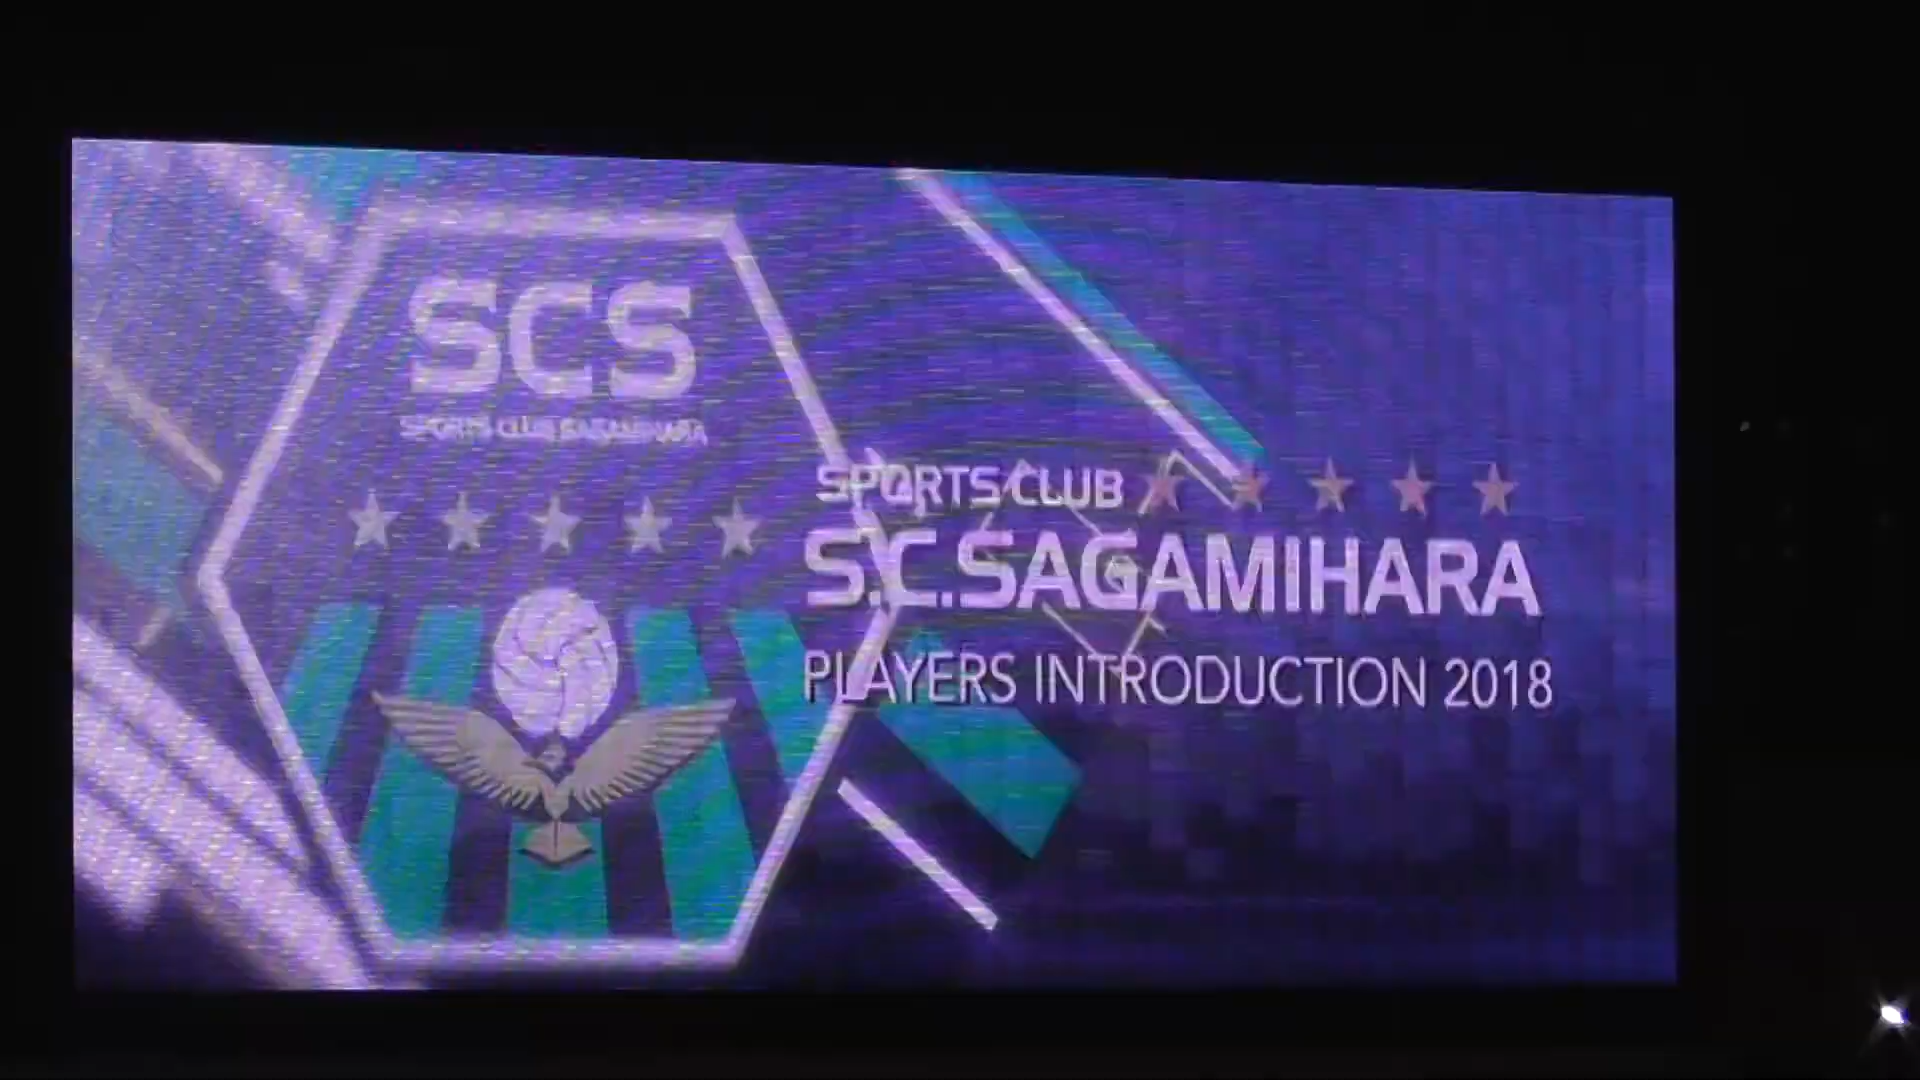 SCS
SPORTS CLUB SAGAMIHARA
SPORTS CLUB
S.C.SAGAMIHARA
PLAYERS INTRODUCTION 2018